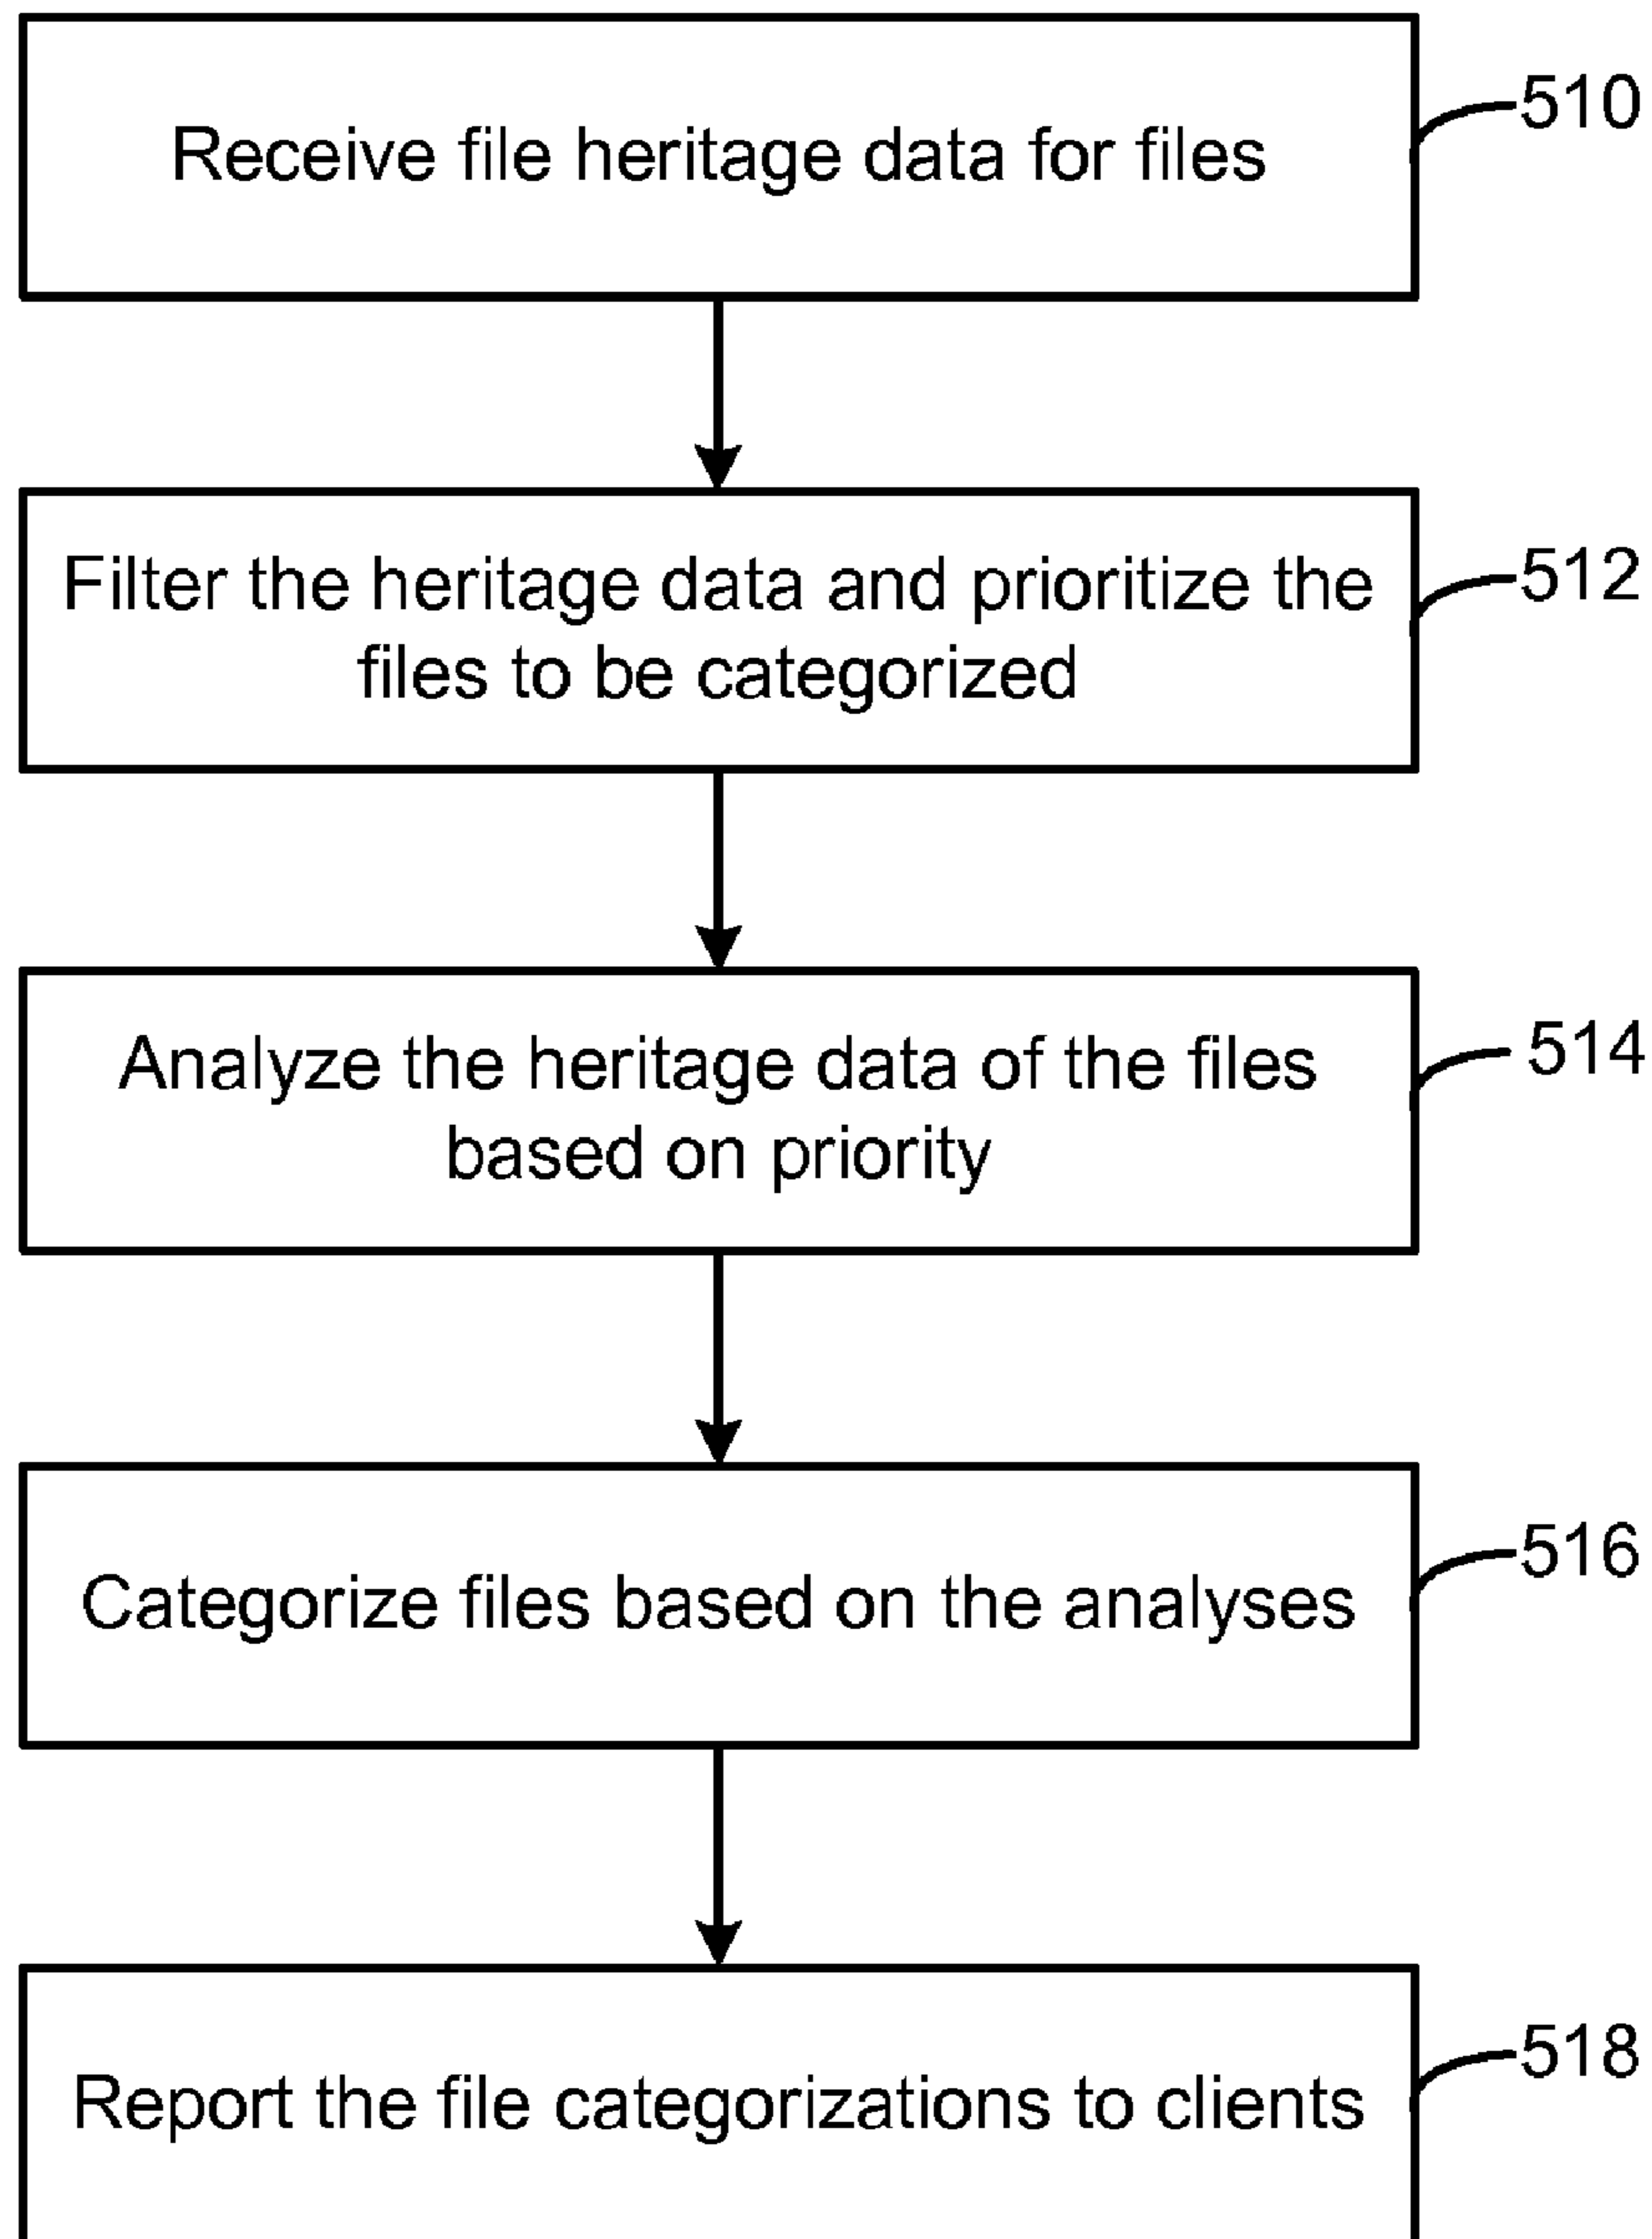 Receive file heritage data for files
510
Filter the heritage data and prioritize the
files to be categorized
512
Analyze the heritage data of the files
based on priority
514
Categorize files based on the analyses
516
Report the file categorizations to clients
518